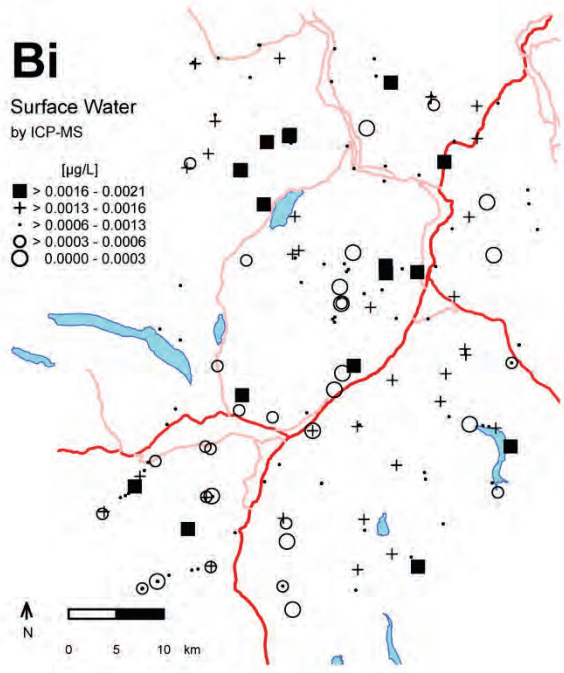 Bi
Surface Water
by ICP-MS
[µg/L]
> 0.0016 - 0.0021
> 0.0013 - 0.0016
> 0.0006 - 0.0013
> 0.0003 - 0.0006
0.0000 - 0.0003
N
0 5 10 km